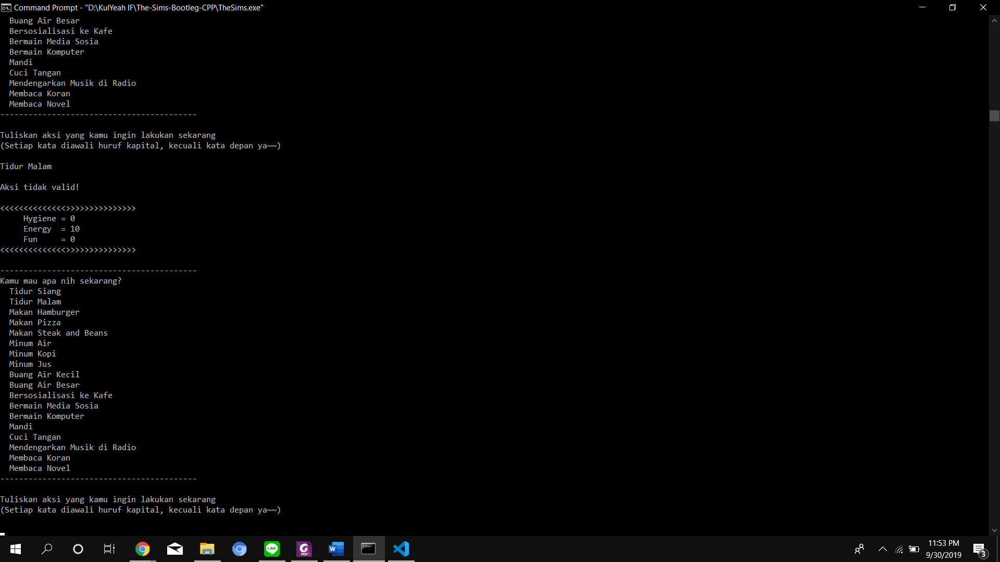 Command Prompt - "D:\KulYeah IF\The-Sims-Bootleg-CPP\TheSims.exe"
Buang Air Besar
Bersosialisasi ke Kafe
Bermain Media Sosia
Bermain Komputer
Mandi
Cuci Tangan
Mendengarkan Musik di Radio
Membaca Koran
Membaca Novel
------------------------------------------
Tuliskan aksi yang kamu ingin lakukan sekarang
(Setiap kata diawali huruf kapital, kecuali kata depan ya~~)
Tidur Malam
Aksi tidak valid!
<<<<<<<<<<<<<<>>>>>>>>>>>>>>>
Hygiene = 0
Energy  = 10
Fun     = 0
<<<<<<<<<<<<<<>>>>>>>>>>>>>>>
------------------------------------------
Kamu mau apa nih sekarang?
Tidur Siang
Tidur Malam
Makan Hamburger
Makan Pizza
Makan Steak and Beans
Minum Air
Minum Kopi
Minum Jus
Buang Air Kecil
Buang Air Besar
Bersosialisasi ke Kafe
Bermain Media Sosia
Bermain Komputer
Mandi
Cuci Tangan
Mendengarkan Musik di Radio
Membaca Koran
Membaca Novel
------------------------------------------
Tuliskan aksi yang kamu ingin lakukan sekarang
(Setiap kata diawali huruf kapital, kecuali kata depan ya~~)
LINE
PDF
W
11:53 PM
9/30/2019
3